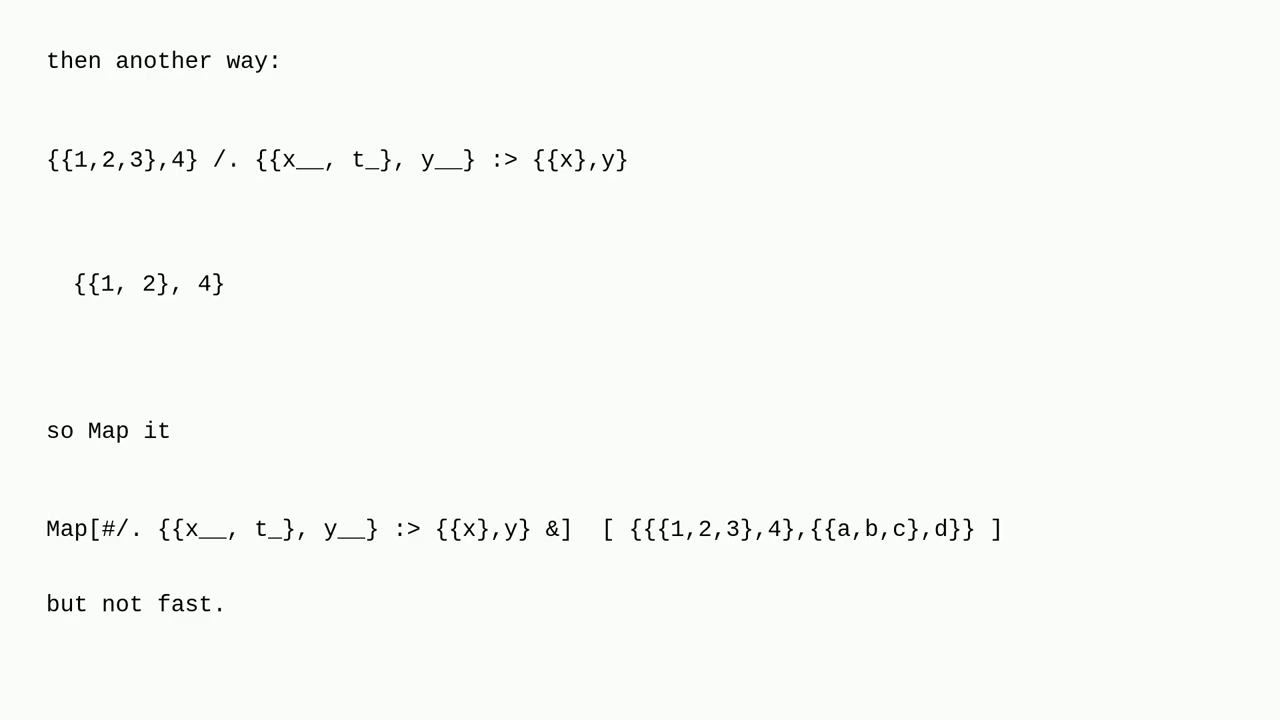 then another way:
{{1,2,3},4} /. {{x__, t_}, y__} :> {{x},y}
{{1, 2}, 4}
so Map it
Map[#/. {{x__, t_}, y__} :> {{x},y} &]  [ {{{1,2,3},4},{{a,b,c},d}} ]
but not fast.